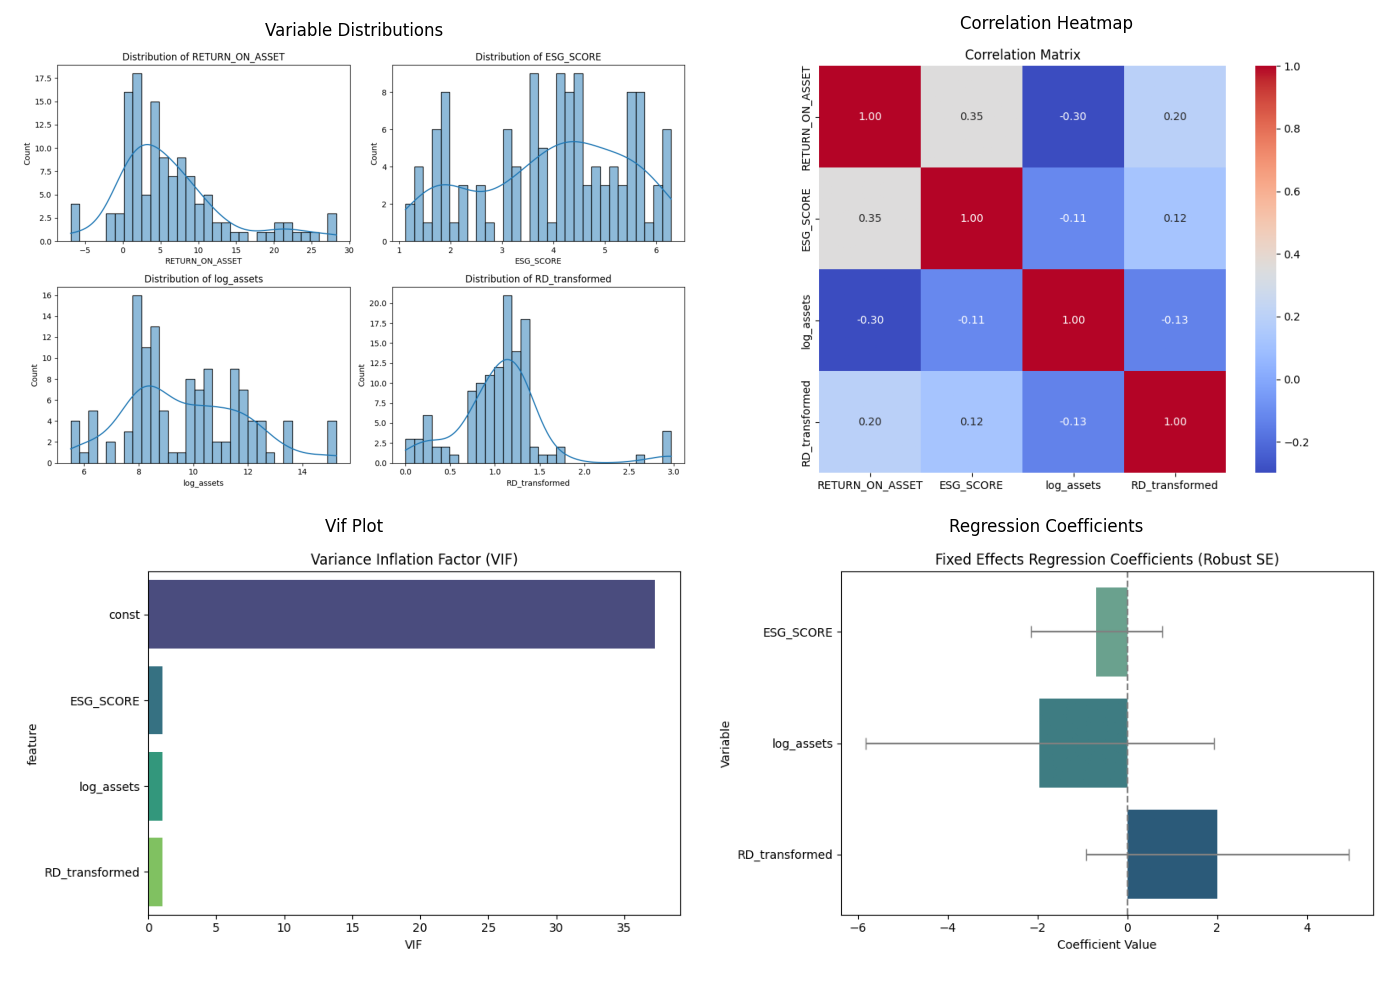 Variable Distributions
Distribution of RETURN_ON_ASSET
Count
17.5
15.0
12.5
10.0
7.5
5.0
2.5
0.0
−5
0
5
10
15
20
25
30
RETURN_ON_ASSET
Distribution of ESG_SCORE
Count
8
6
4
2
0
1
2
3
4
5
6
ESG_SCORE
Distribution of log_assets
Count
16
14
12
10
8
6
4
2
0
6
8
10
12
14
log_assets
Distribution of RD_transformed
Count
20.0
17.5
15.0
12.5
10.0
7.5
5.0
2.5
0.0
0.0
0.5
1.0
1.5
2.0
2.5
3.0
RD_transformed
Correlation Heatmap
Correlation Matrix
RETURN_ON_ASSET
1.00
0.35
-0.30
0.20
ESG_SCORE
0.35
1.00
-0.11
0.12
log_assets
-0.30
-0.11
1.00
-0.13
RD_transformed
0.20
0.12
-0.13
1.00
RETURN_ON_ASSET
ESG_SCORE
log_assets
RD_transformed
1.0
0.8
0.6
0.4
0.2
0.0
−0.2
Vif Plot
Variance Inflation Factor (VIF)
feature
const
ESG_SCORE
log_assets
RD_transformed
0
5
10
15
20
25
30
35
VIF
Regression Coefficients
Fixed Effects Regression Coefficients (Robust SE)
Variable
ESG_SCORE
log_assets
RD_transformed
−6
−4
−2
0
2
4
Coefficient Value